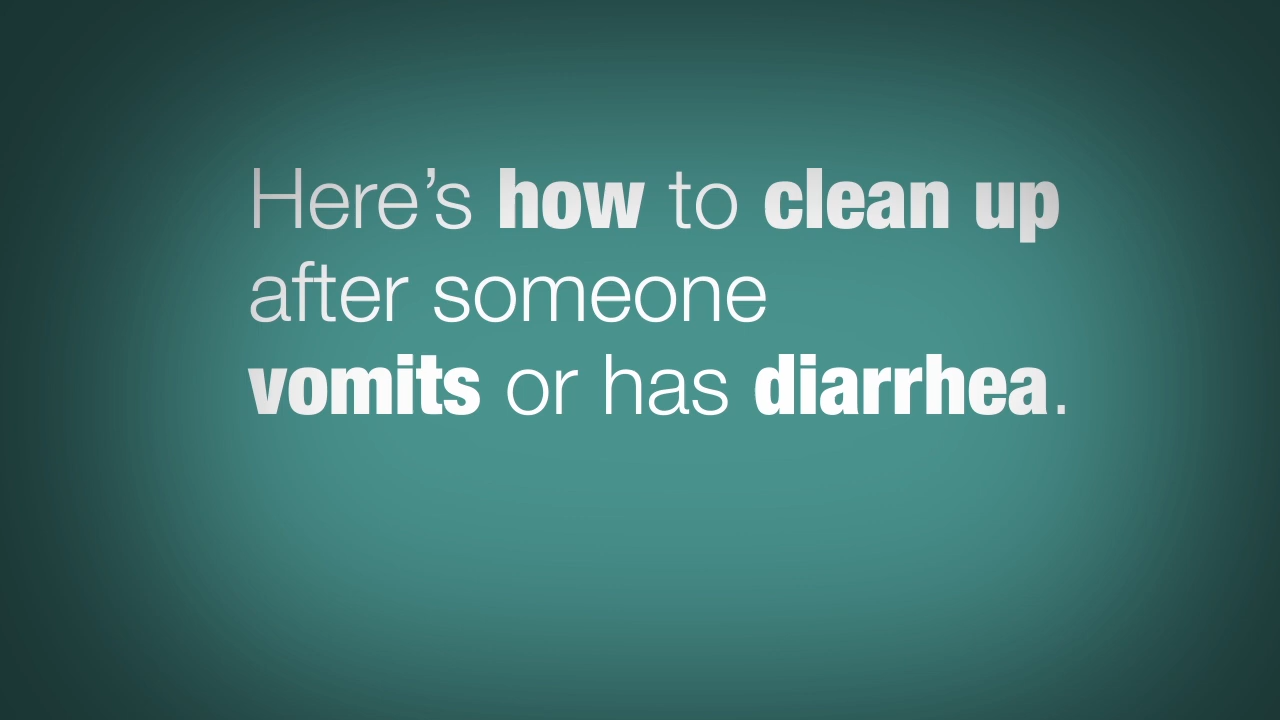 Here’s how to clean up
after someone
vomits or has diarrhea.